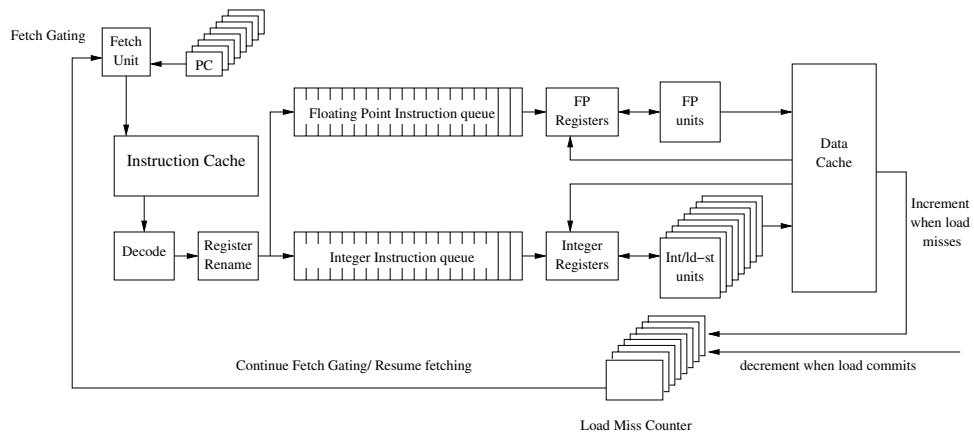 Fetch Gating
Fetch
Unit
PC
Instruction Cache
Decode
Register
Rename
Floating Point Instruction queue
Integer Instruction queue
FP
Registers
FP
units
Integer
Registers
Int/ld−st
units
Data
Cache
Increment
when load
misses
Continue Fetch Gating/ Resume fetching
decrement when load commits
Load Miss Counter